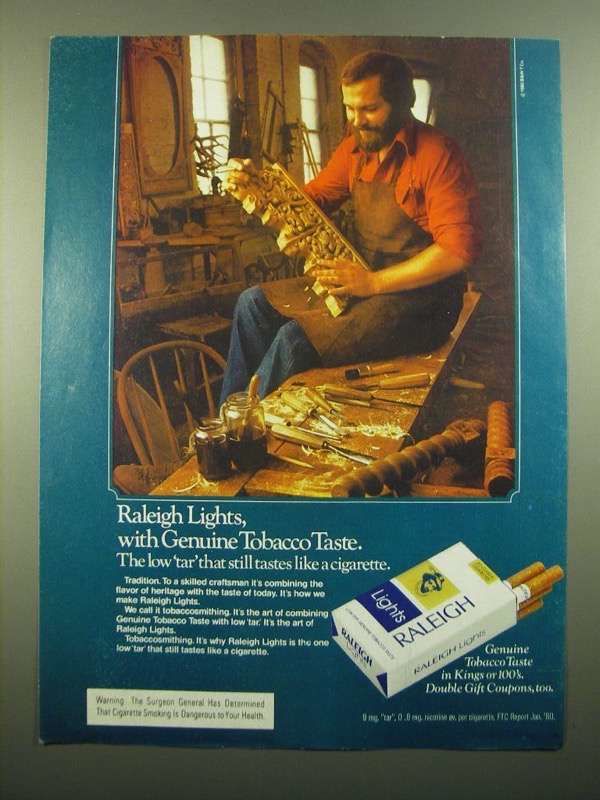 © 1980 B&W T Co.
Raleigh Lights,
with Genuine Tobacco Taste.
The low 'tar' that still tastes like a cigarette.
Tradition. To a skilled craftsman it's combining the
flavor of heritage with the taste of today. It's how we
make Raleigh Lights.
We call it tobaccosmithing. It's the art of combining
Genuine Tobacco Taste with low 'tar.' It's the art of
Raleigh Lights.
Tobaccosmithing. It's why Raleigh Lights is the one
low 'tar' that still tastes like a cigarette.
Lights
RALEIGH
RALEIGH Lights
Genuine
Tobacco Taste
in Kings or 100's.
Double Gift Coupons, too.
Warning: The Surgeon General Has Determined
That Cigarette Smoking Is Dangerous to Your Health.
9 mg. "tar", 0.8 mg. nicotine av. per cigarette, FTC Report Jan. '80.